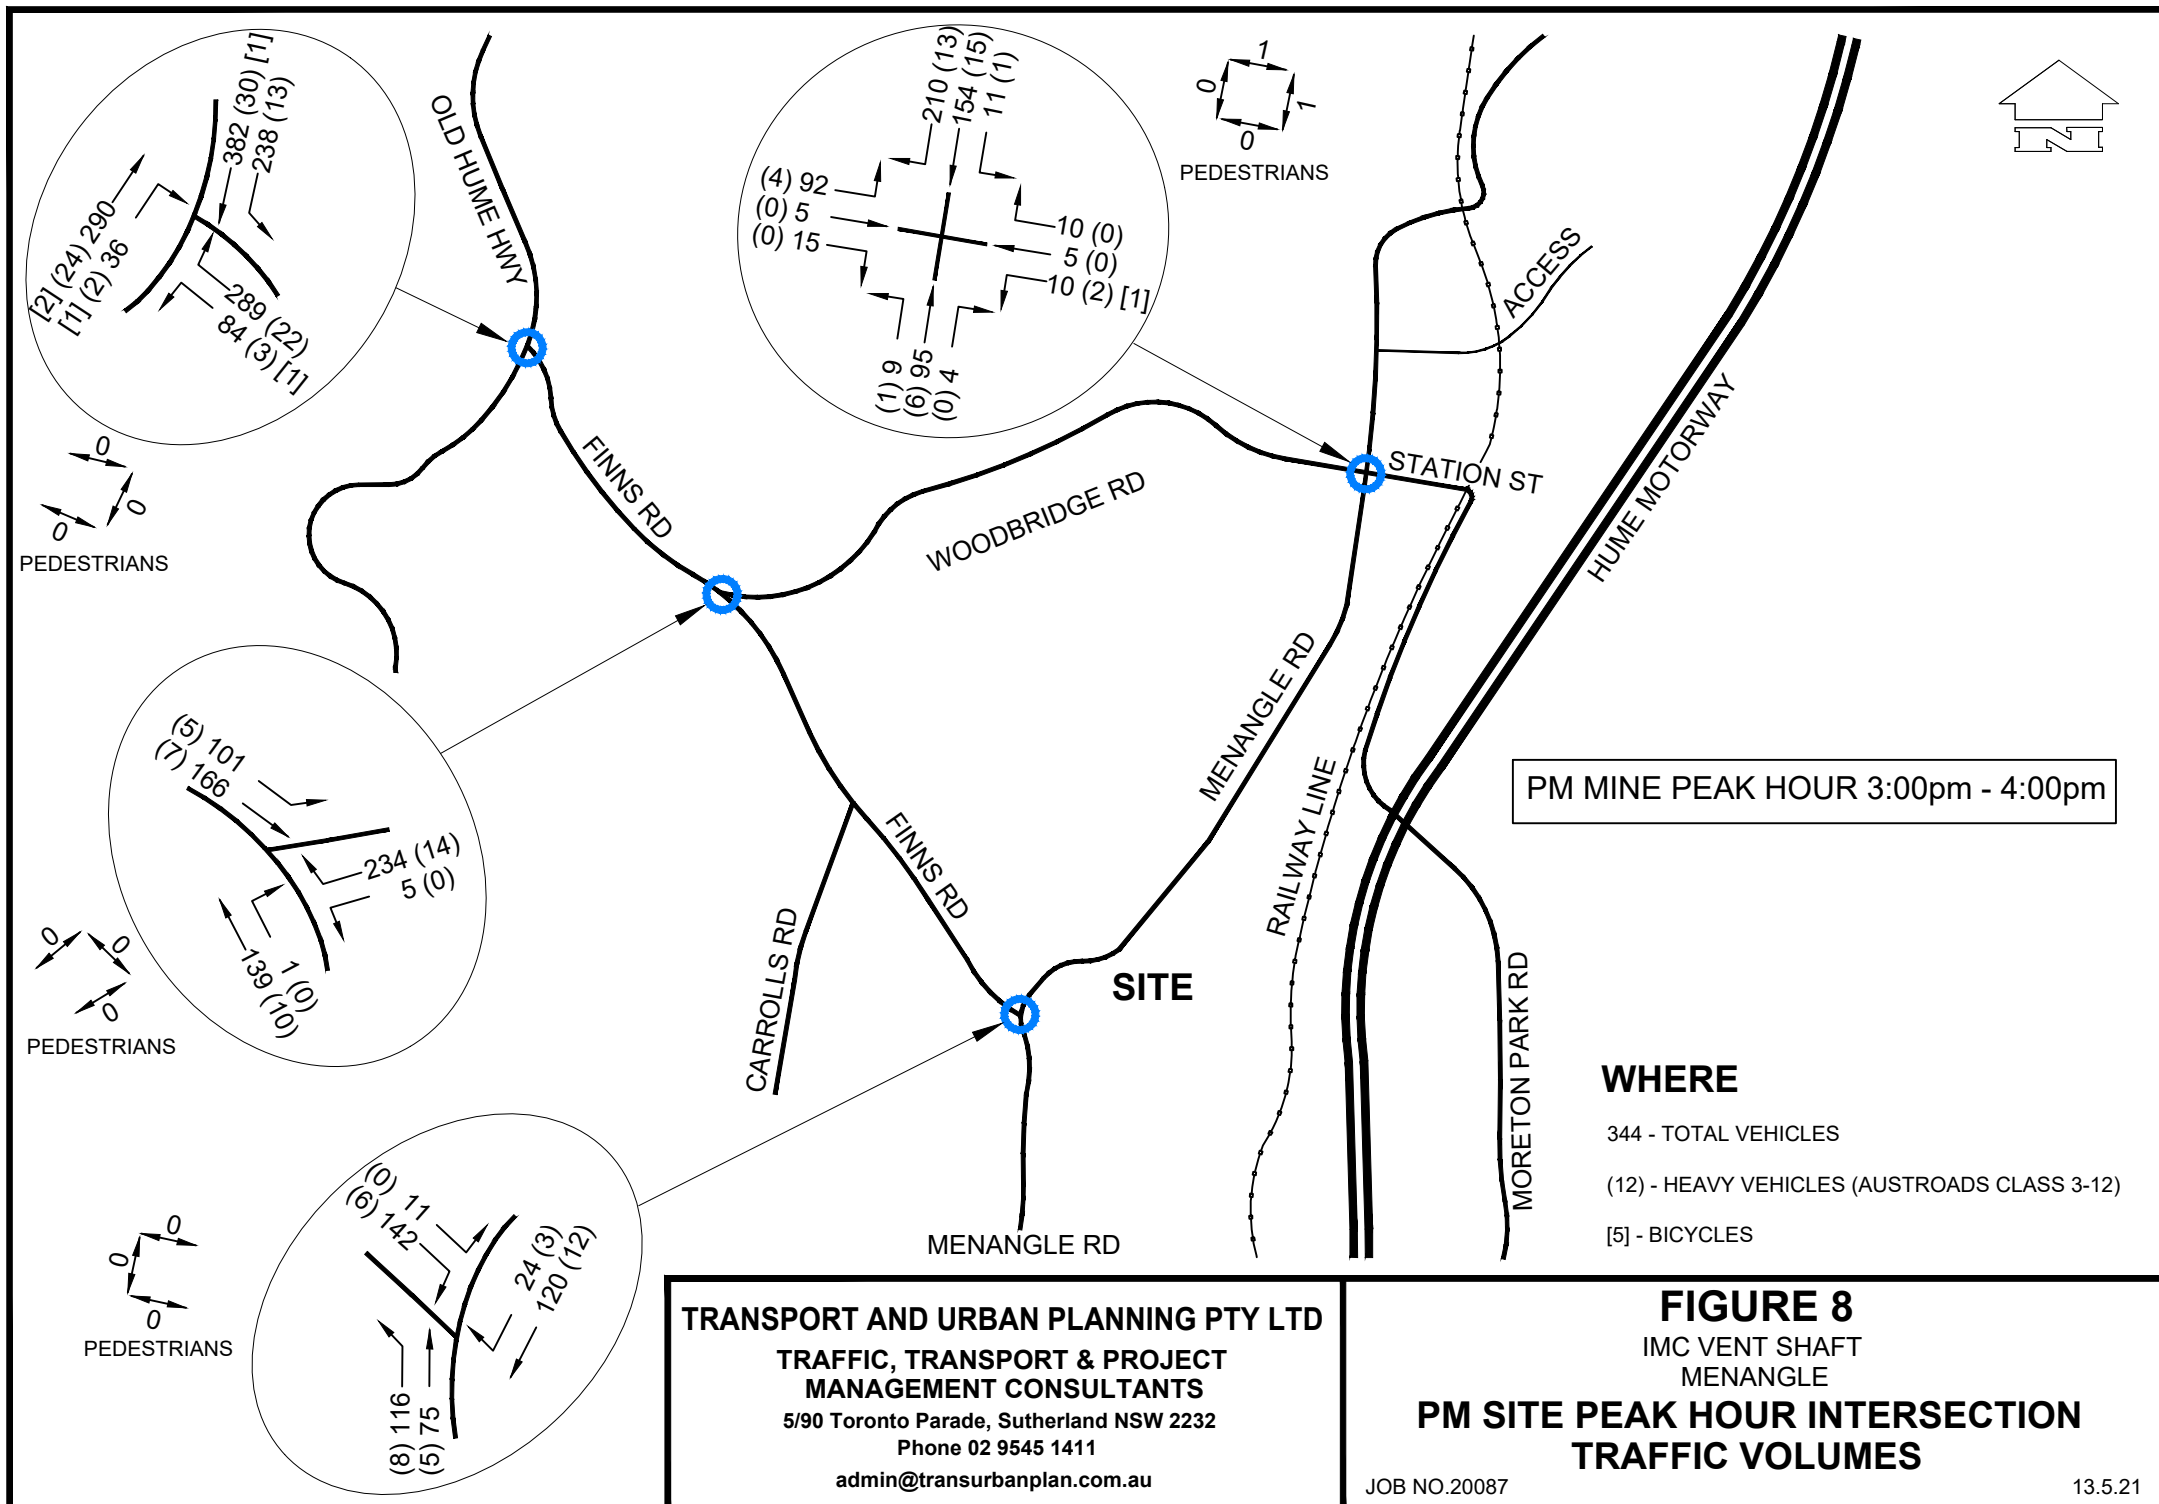 382 (30) [1]
238 (13)
[2] (24) 290
[1] (2) 36
289 (22)
84 (3) [1]
0
0
0
PEDESTRIANS
OLD HUME HWY
210 (13)
154 (15)
11 (1)
(4) 92
(0) 5
(0) 15
10 (0)
5 (0)
10 (2) [1]
(1) 9
(6) 95
(0) 4
1
0
1
0
PEDESTRIANS
N
ACCESS
STATION ST
HUME MOTORWAY
FINNS RD
WOODBRIDGE RD
MENANGLE RD
RAILWAY LINE
PM MINE PEAK HOUR 3:00pm - 4:00pm
(5) 101
(7) 166
234 (14)
5 (0)
1 (0)
139 (10)
0
0
0
PEDESTRIANS
FINNS RD
CARROLLS RD
SITE
MORETON PARK RD
(0) 11
(6) 142
24 (3)
120 (12)
(8) 116
(5) 75
0
0
0
PEDESTRIANS
MENANGLE RD
WHERE
344 - TOTAL VEHICLES
(12) - HEAVY VEHICLES (AUSTROADS CLASS 3-12)
[5] - BICYCLES
TRANSPORT AND URBAN PLANNING PTY LTD
TRAFFIC, TRANSPORT & PROJECT
MANAGEMENT CONSULTANTS
5/90 Toronto Parade, Sutherland NSW 2232
Phone 02 9545 1411
admin@transurbanplan.com.au
FIGURE 8
IMC VENT SHAFT
MENANGLE
PM SITE PEAK HOUR INTERSECTION
TRAFFIC VOLUMES
JOB NO.20087
13.5.21